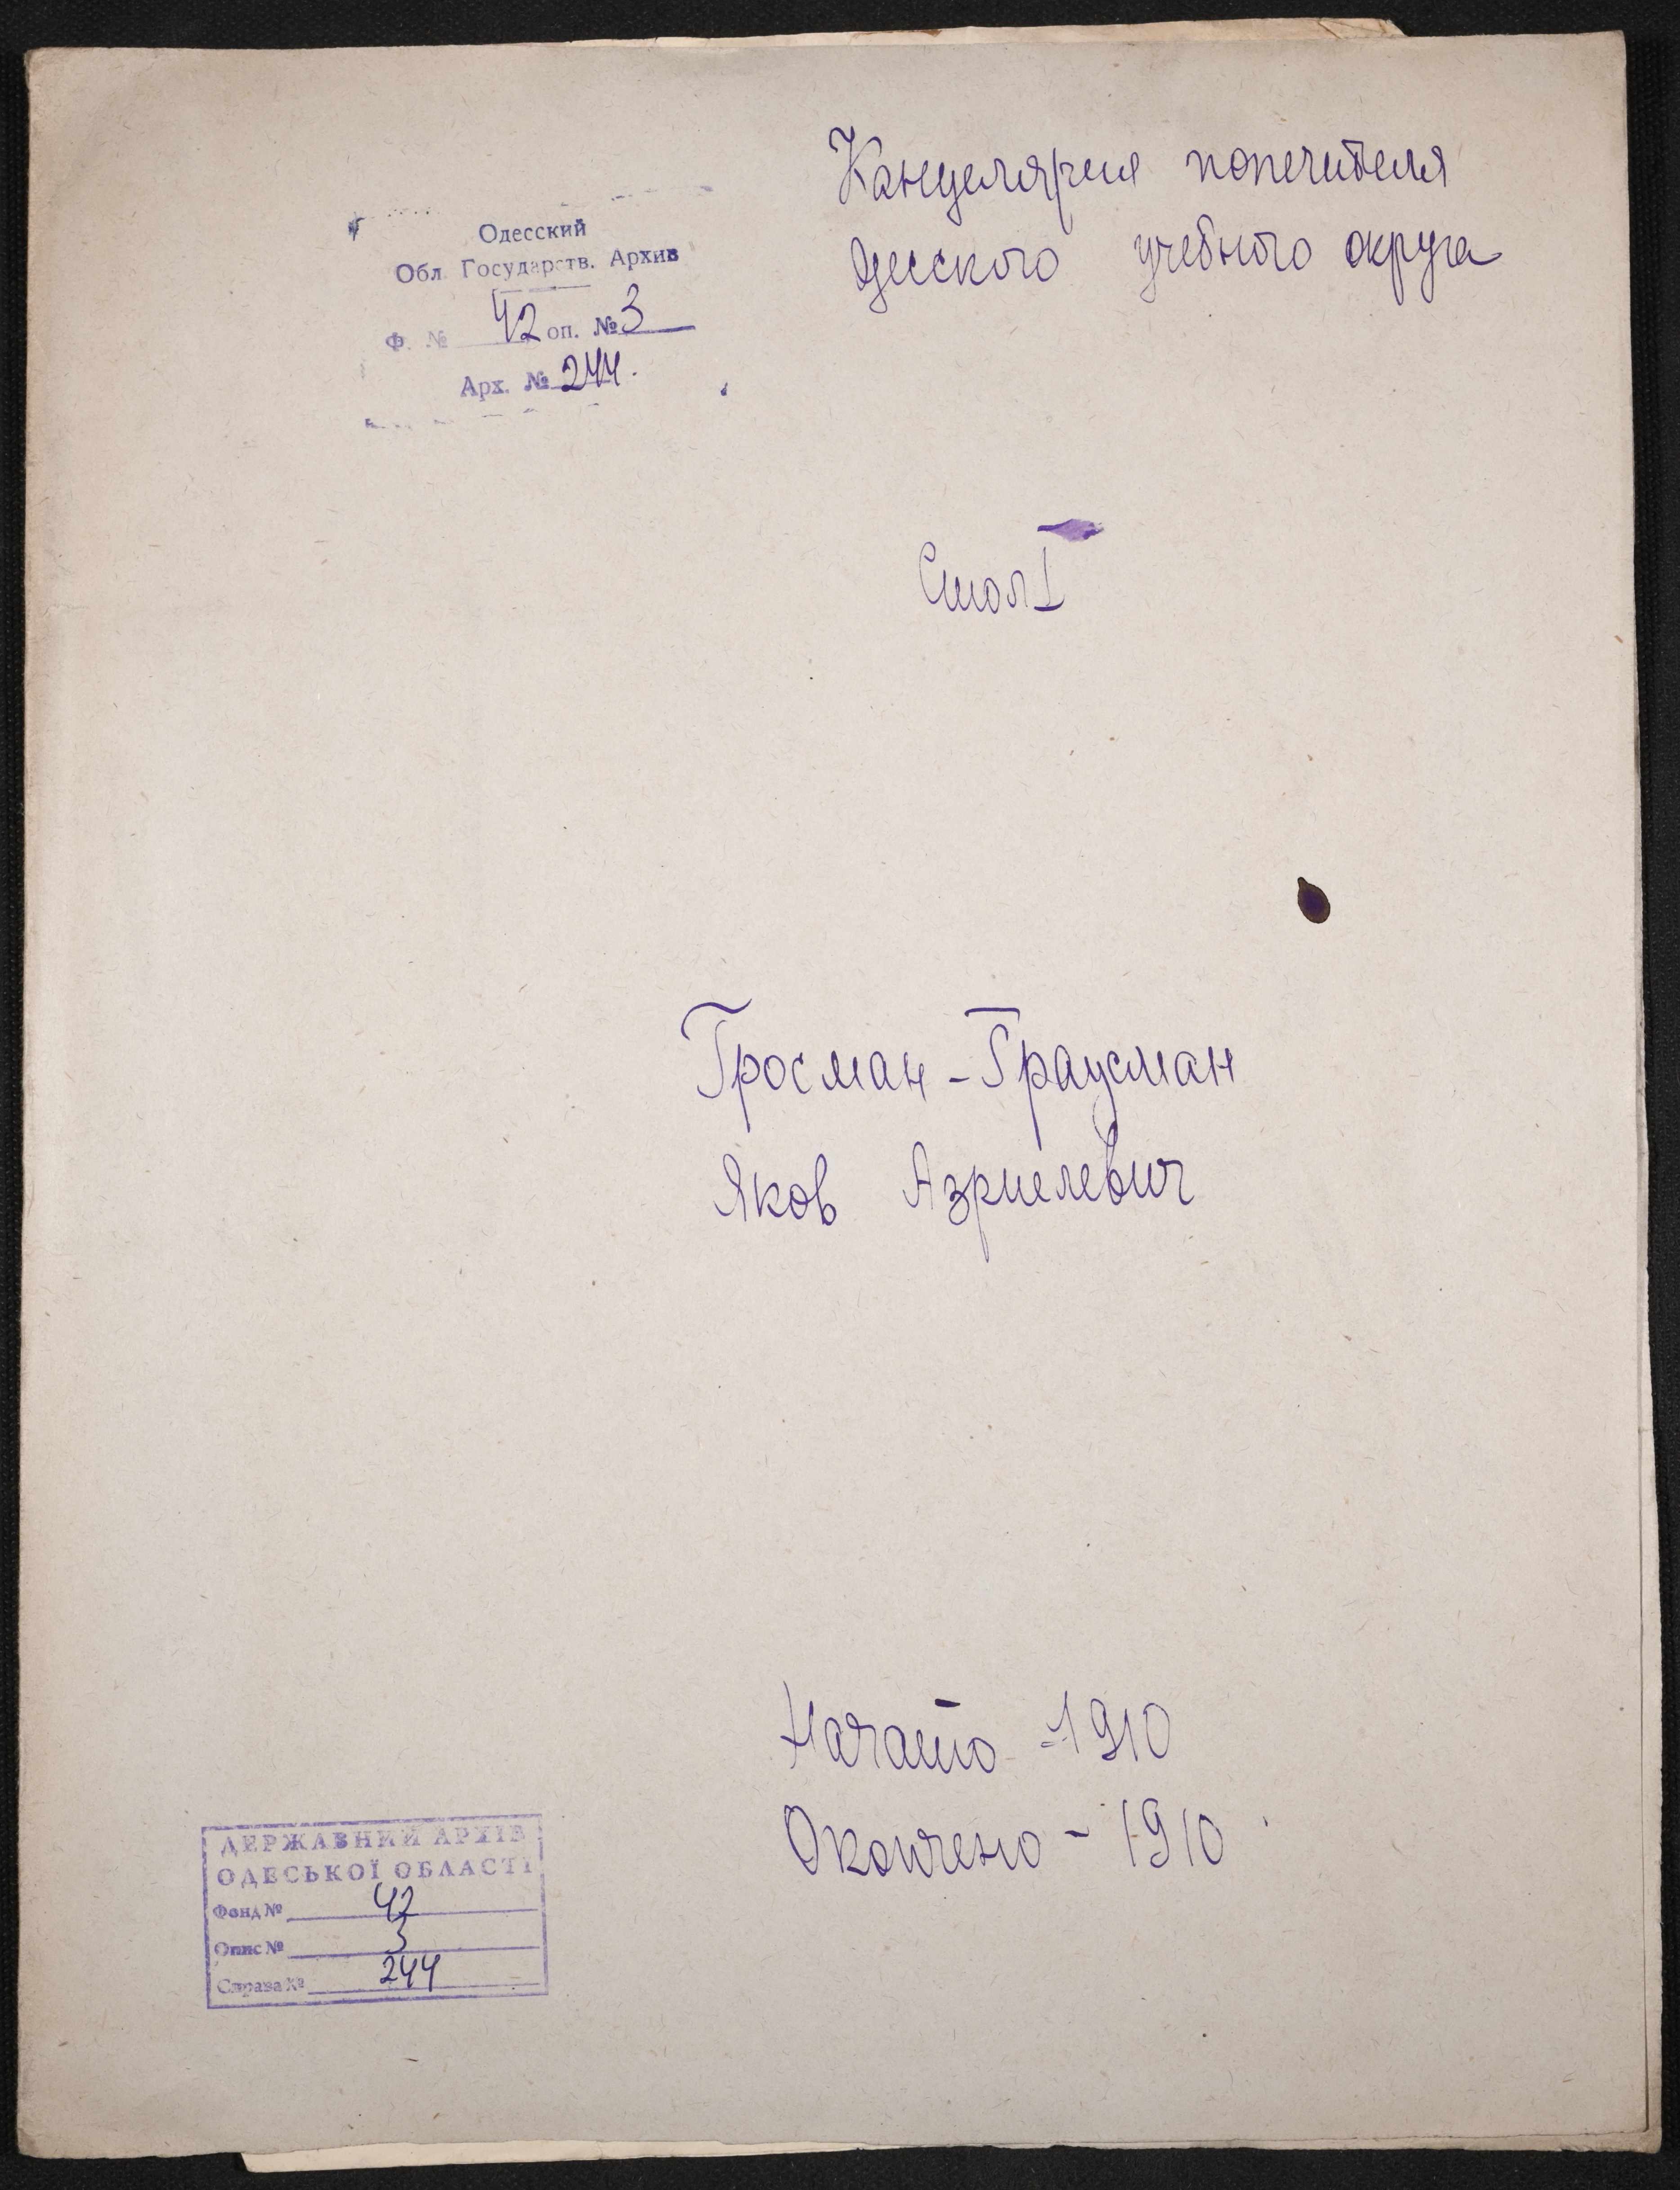 Канцелярия попечителя
Одесского учебного округа
Одесский
Обл. Государств. Архив
Ф. № 42 оп. № 3
Арх. № 244.
Стол I
Гросман-Граусман
Яков Азриелевич
Начато - 1910
Окончено - 1910
ДЕРЖАВНИЙ АРХІВ
ОДЕСЬКОЇ ОБЛАСТІ
Фонд № 42
Опис № 3
Справа № 244